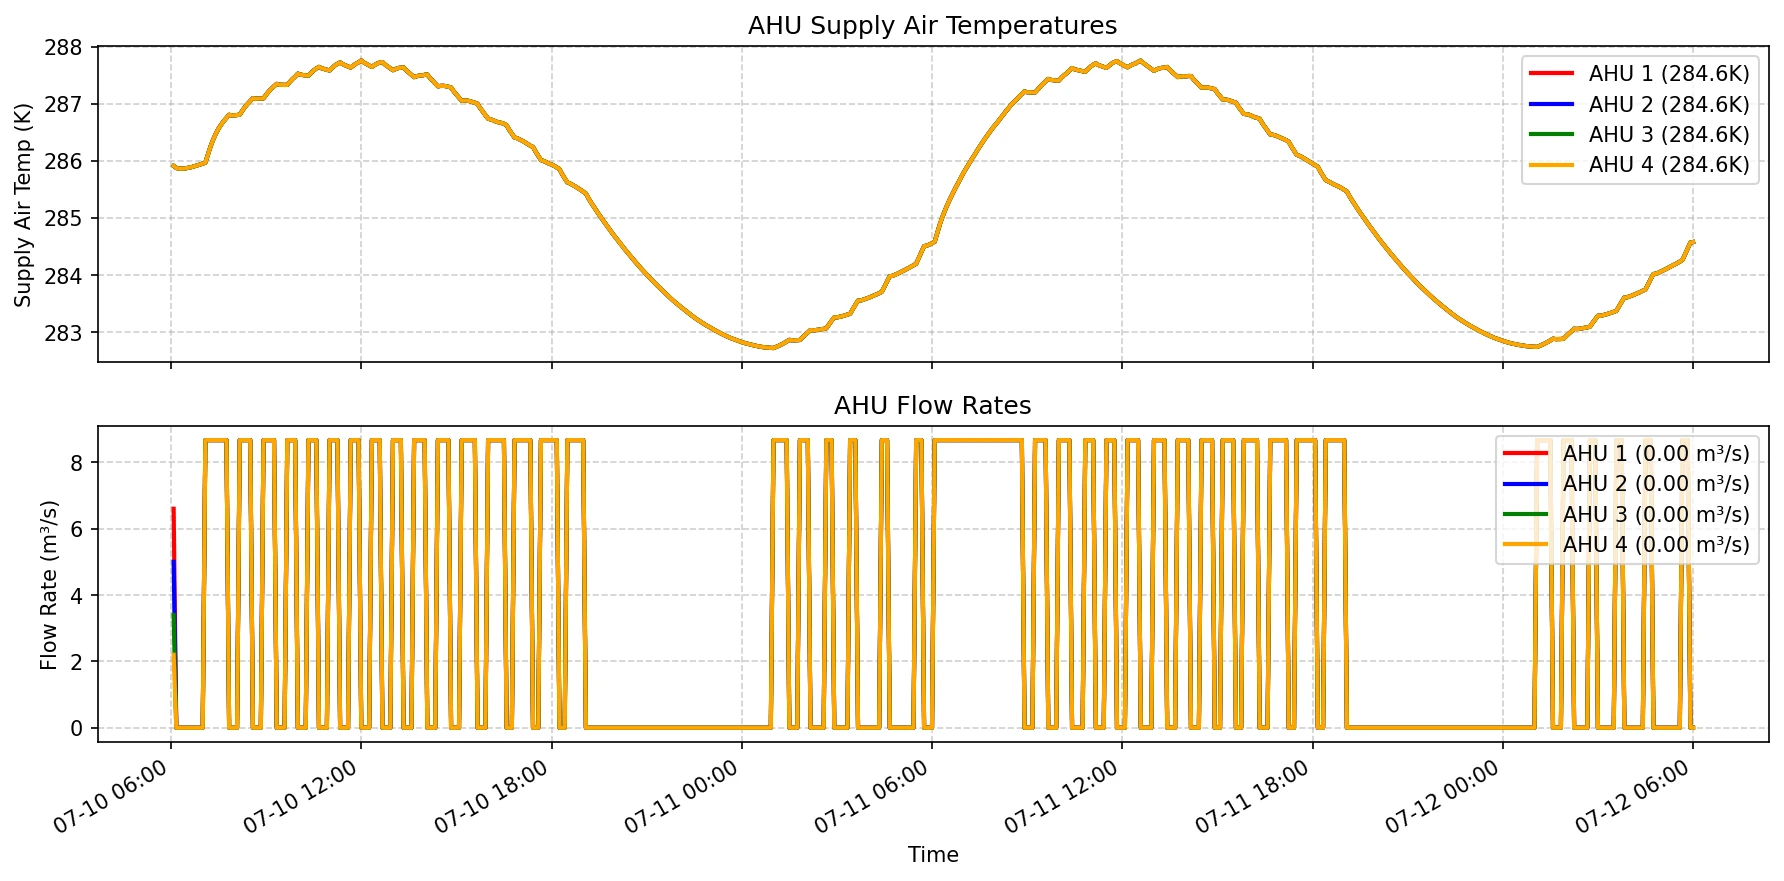 AHU Supply Air Temperatures
Supply Air Temp (K)
288
287
286
285
284
283
AHU 1 (284.6K)
AHU 2 (284.6K)
AHU 3 (284.6K)
AHU 4 (284.6K)
AHU Flow Rates
Flow Rate (m³/s)
8
6
4
2
0
AHU 1 (0.00 m³/s)
AHU 2 (0.00 m³/s)
AHU 3 (0.00 m³/s)
AHU 4 (0.00 m³/s)
07-10 06:00
07-10 12:00
07-10 18:00
07-11 00:00
07-11 06:00
07-11 12:00
07-11 18:00
07-12 00:00
07-12 06:00
Time